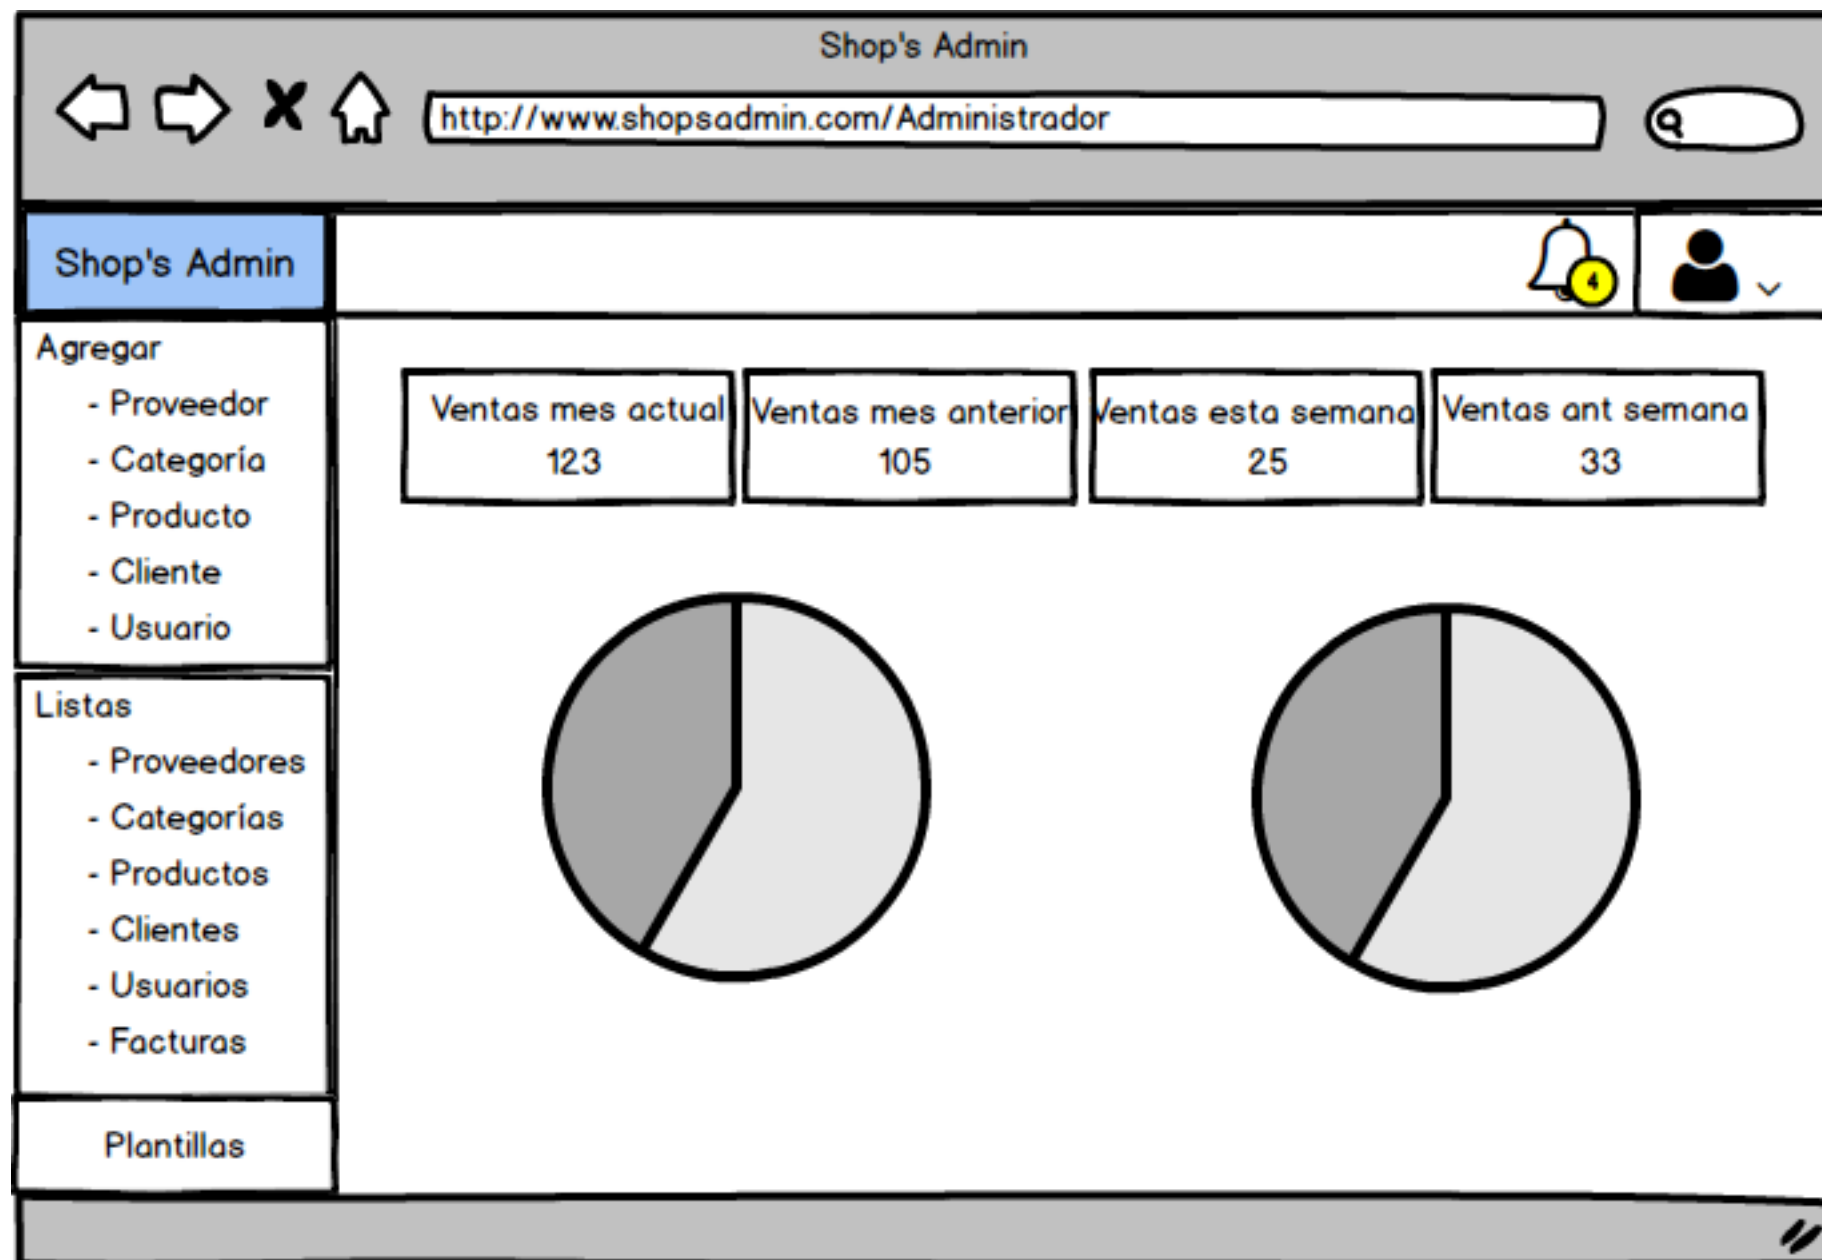 Shop's Admin
http://www.shopsadmin.com/Administrador
Shop's Admin
4
Agregar
- Proveedor
- Categoría
- Producto
- Cliente
- Usuario
Listas
- Proveedores
- Categorías
- Productos
- Clientes
- Usuarios
- Facturas
Plantillas
Ventas mes actual
123
Ventas mes anterior
105
Ventas esta semana
25
Ventas ant semana
33